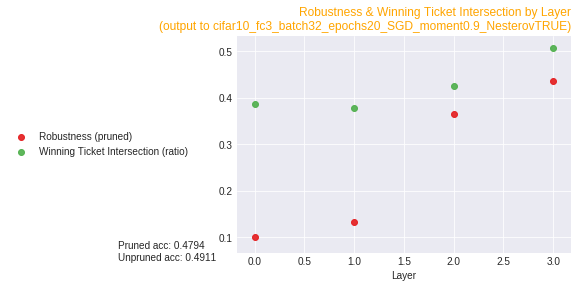 Robustness & Winning Ticket Intersection by Layer
(output to cifar10_fc3_batch32_epochs20_SGD_moment0.9_NesterovTRUE)
0.5
0.4
0.3
0.2
0.1
Robustness (pruned)
Winning Ticket Intersection (ratio)
Pruned acc: 0.4794
Unpruned acc: 0.4911
0.0 0.5 1.0 1.5 2.0 2.5 3.0
Layer